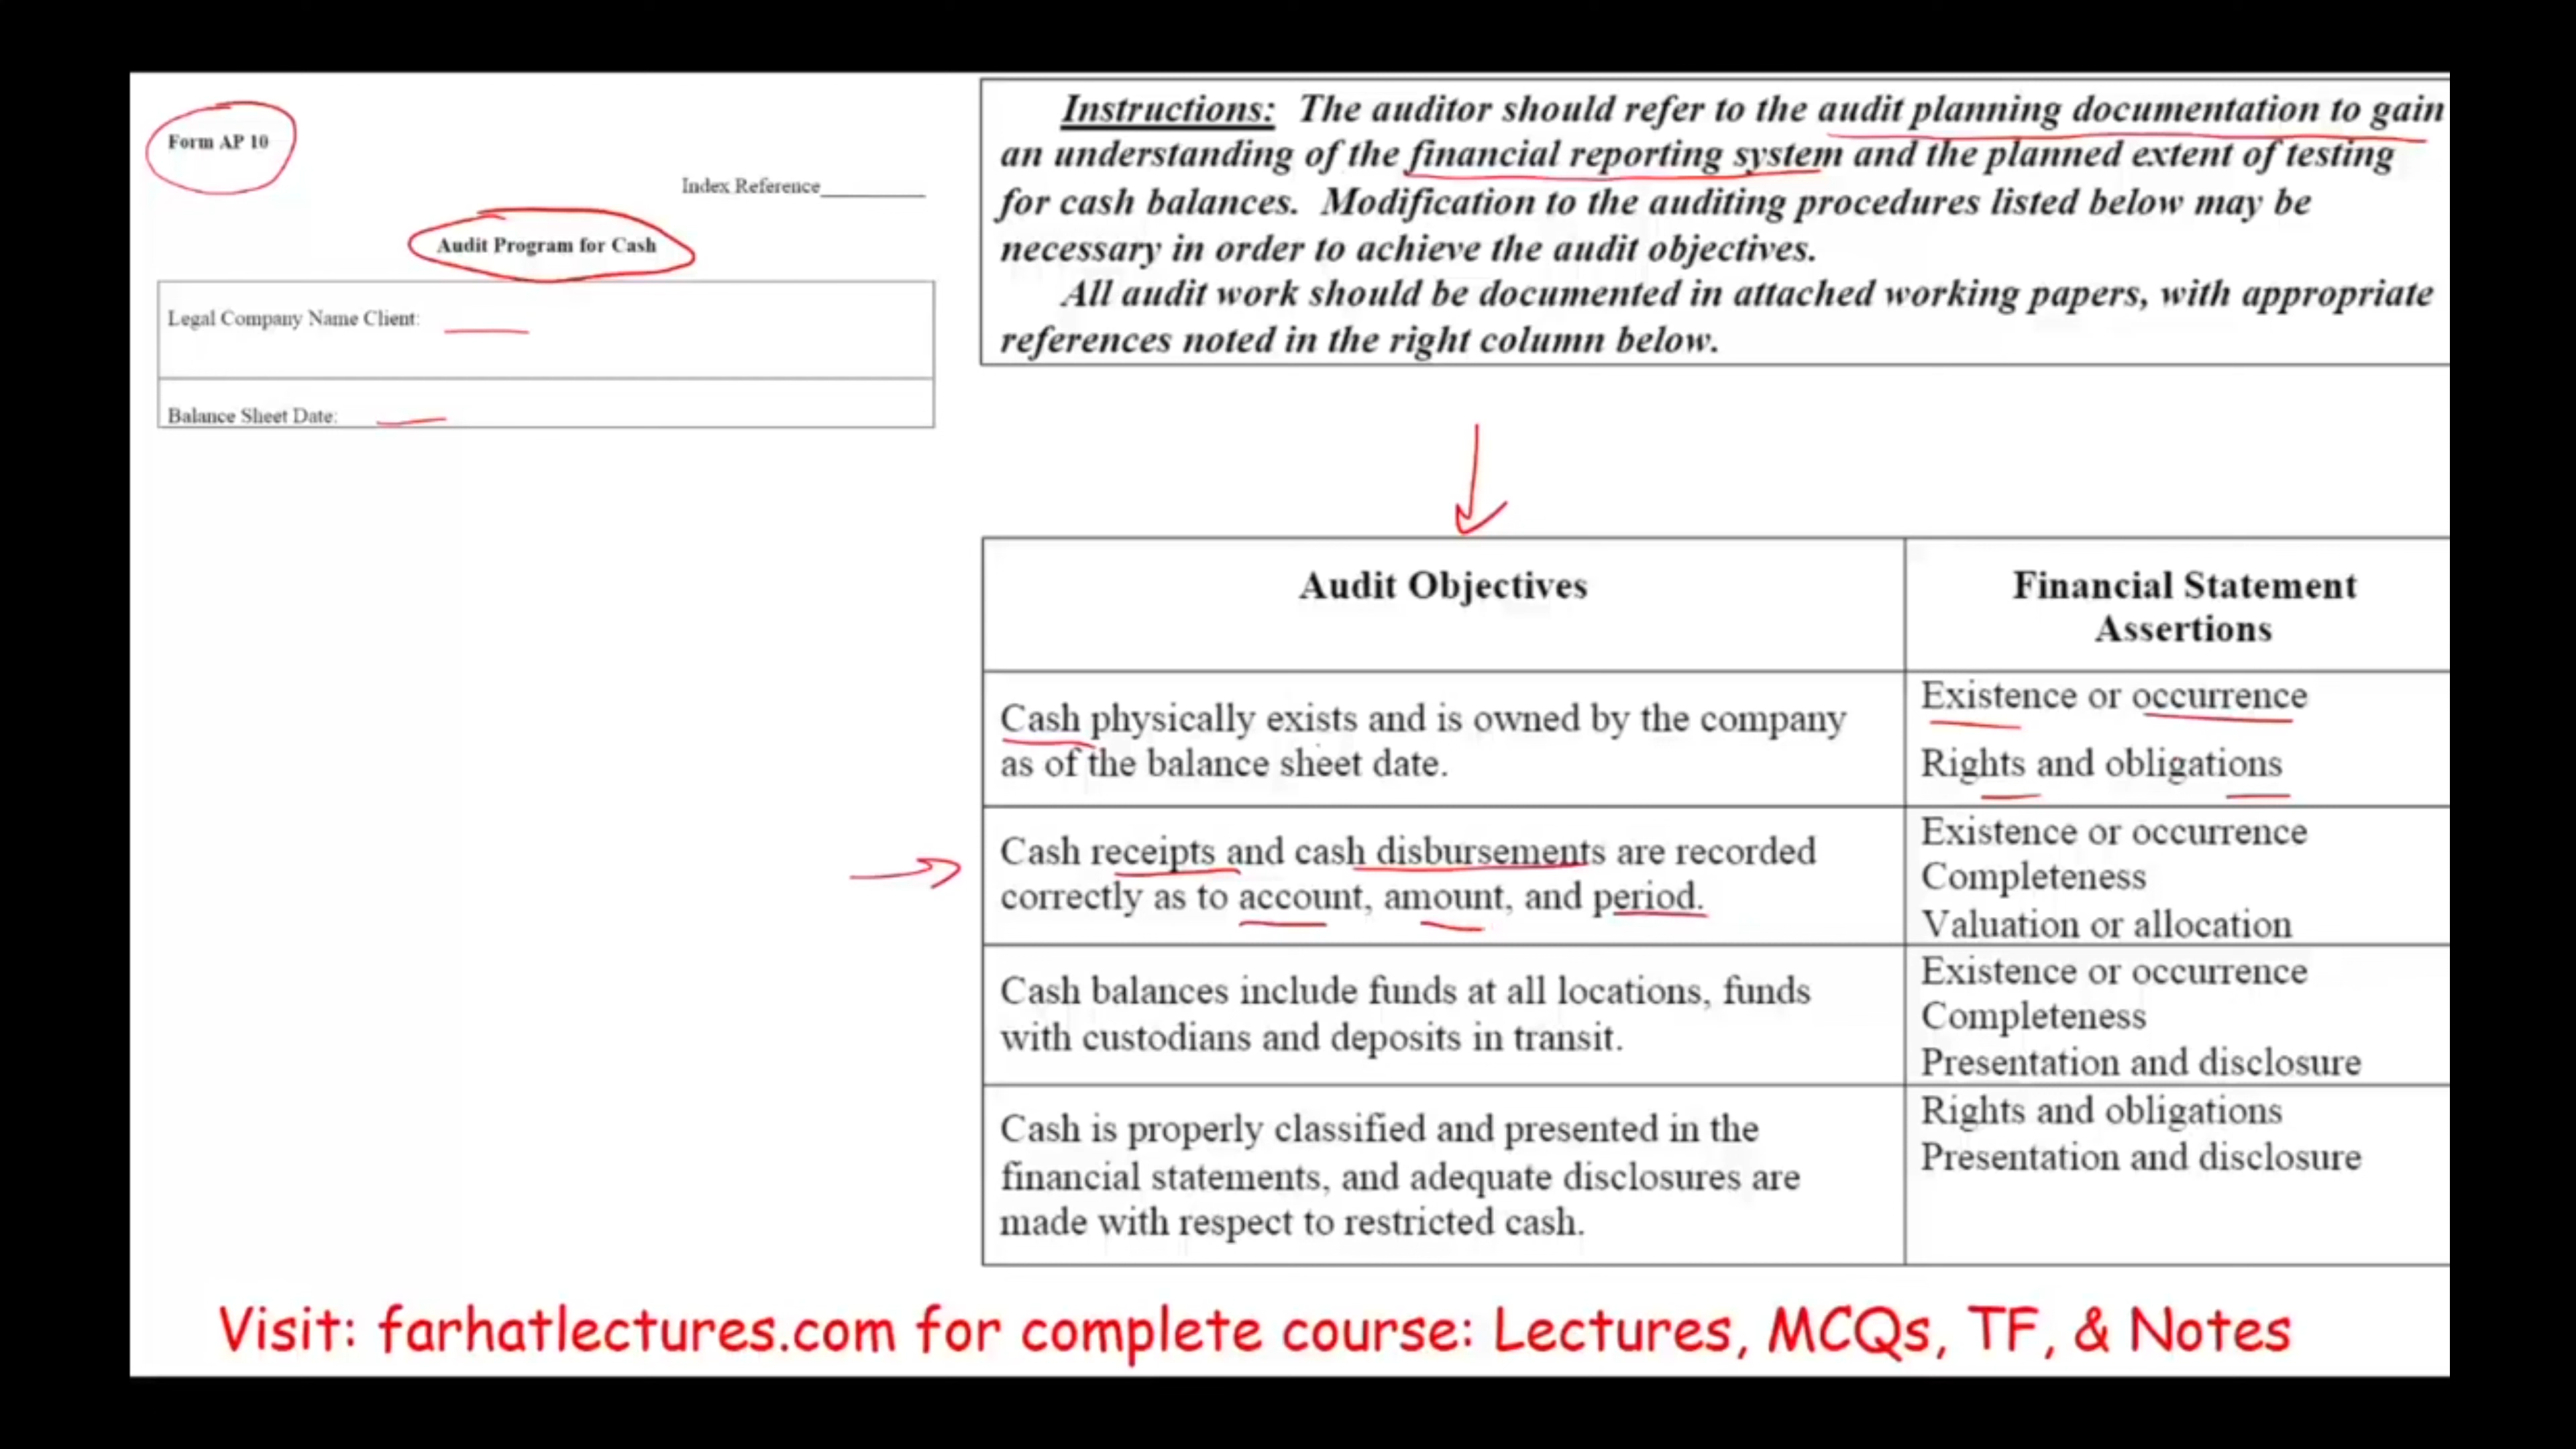 Form AP 10
Index Reference
Audit Program for Cash
Legal Company Name Client:
Balance Sheet Date:
Instructions: The auditor should refer to the audit planning documentation to gain
an understanding of the financial reporting system and the planned extent of testing
for cash balances. Modification to the auditing procedures listed below may be
necessary in order to achieve the audit objectives.
All audit work should be documented in attached working papers, with appropriate
references noted in the right column below.
Audit Objectives
Financial Statement
Assertions
Cash physically exists and is owned by the company
as of the balance sheet date.
Existence or occurrence
Rights and obligations
Cash receipts and cash disbursements are recorded
correctly as to account, amount, and period.
Existence or occurrence
Completeness
Valuation or allocation
Cash balances include funds at all locations, funds
with custodians and deposits in transit.
Existence or occurrence
Completeness
Presentation and disclosure
Cash is properly classified and presented in the
financial statements, and adequate disclosures are
made with respect to restricted cash.
Rights and obligations
Presentation and disclosure
Visit: farhatlectures.com for complete course: Lectures, MCQs, TF, & Notes